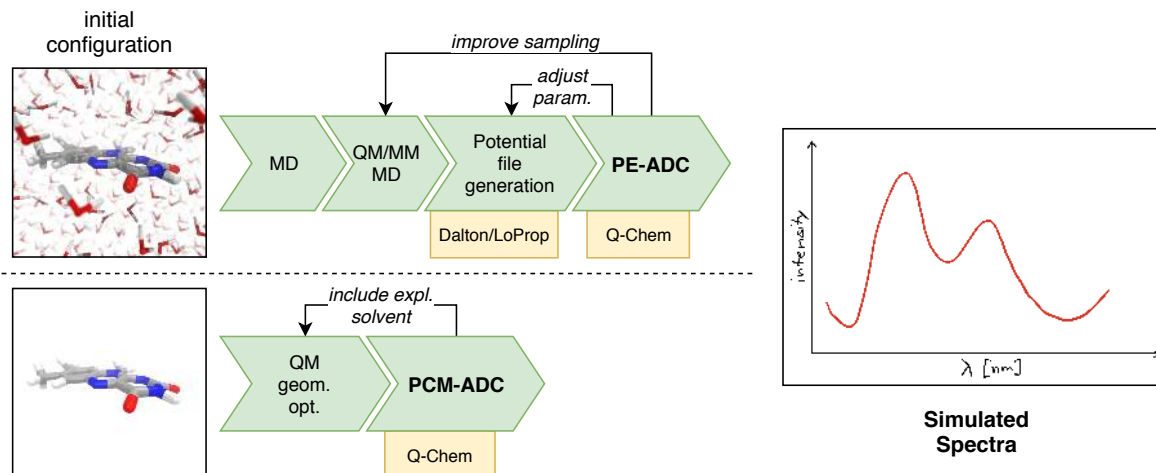 initial
configuration
improve sampling
adjust
param.
MD
QM/MM
MD
Potential
file
generation
PE-ADC
Dalton/LoProp
Q-Chem
include expl.
solvent
QM
geom.
opt.
PCM-ADC
Q-Chem
intensity
λ [nm]
Simulated
Spectra